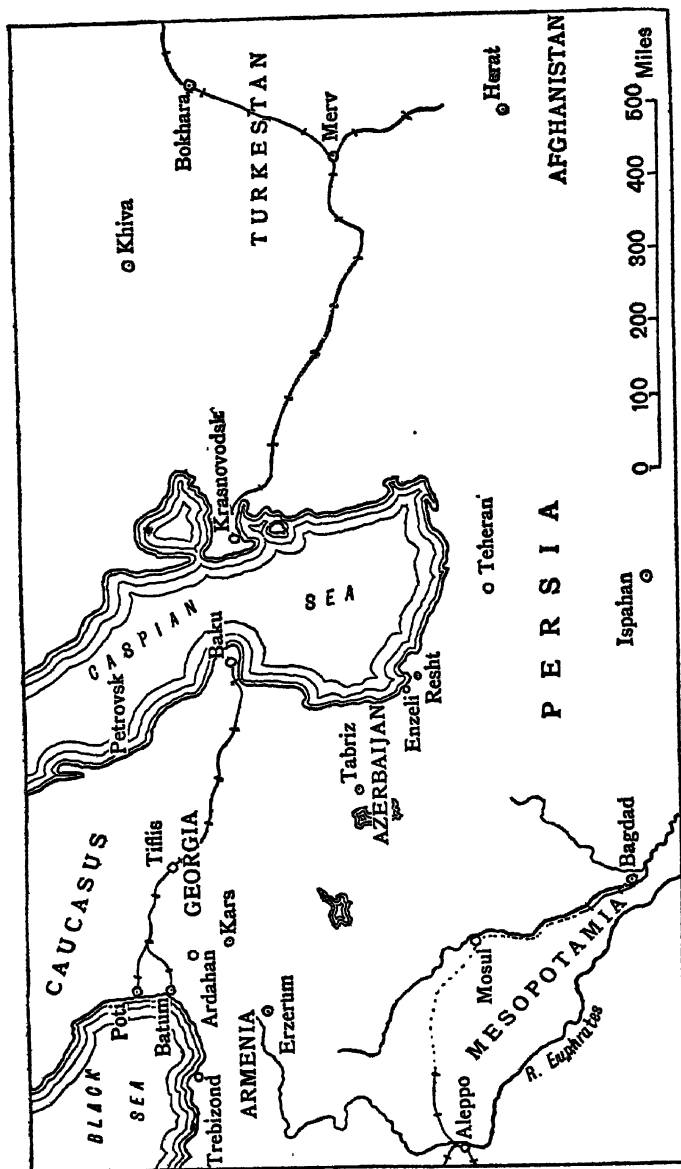 CAUCASUS
BLACK
SEA
Poti
Batum
Trebizond
Tiflis
GEORGIA
Ardahan
Kars
ARMENIA
Erzerum
Petrovsk
CASPIAN
SEA
Baku
Krasnovodsk
Khiva
Bokhara
TURKESTAN
Merv
Herat
AFGHANISTAN
Tabriz
AZERBAIJAN
Enzeli
Resht
Teheran
PERSIA
Ispahan
Mosul
MESOPOTAMIA
Bagdad
Aleppo
R. Euphrates
0 100 200 300 400 500 Miles